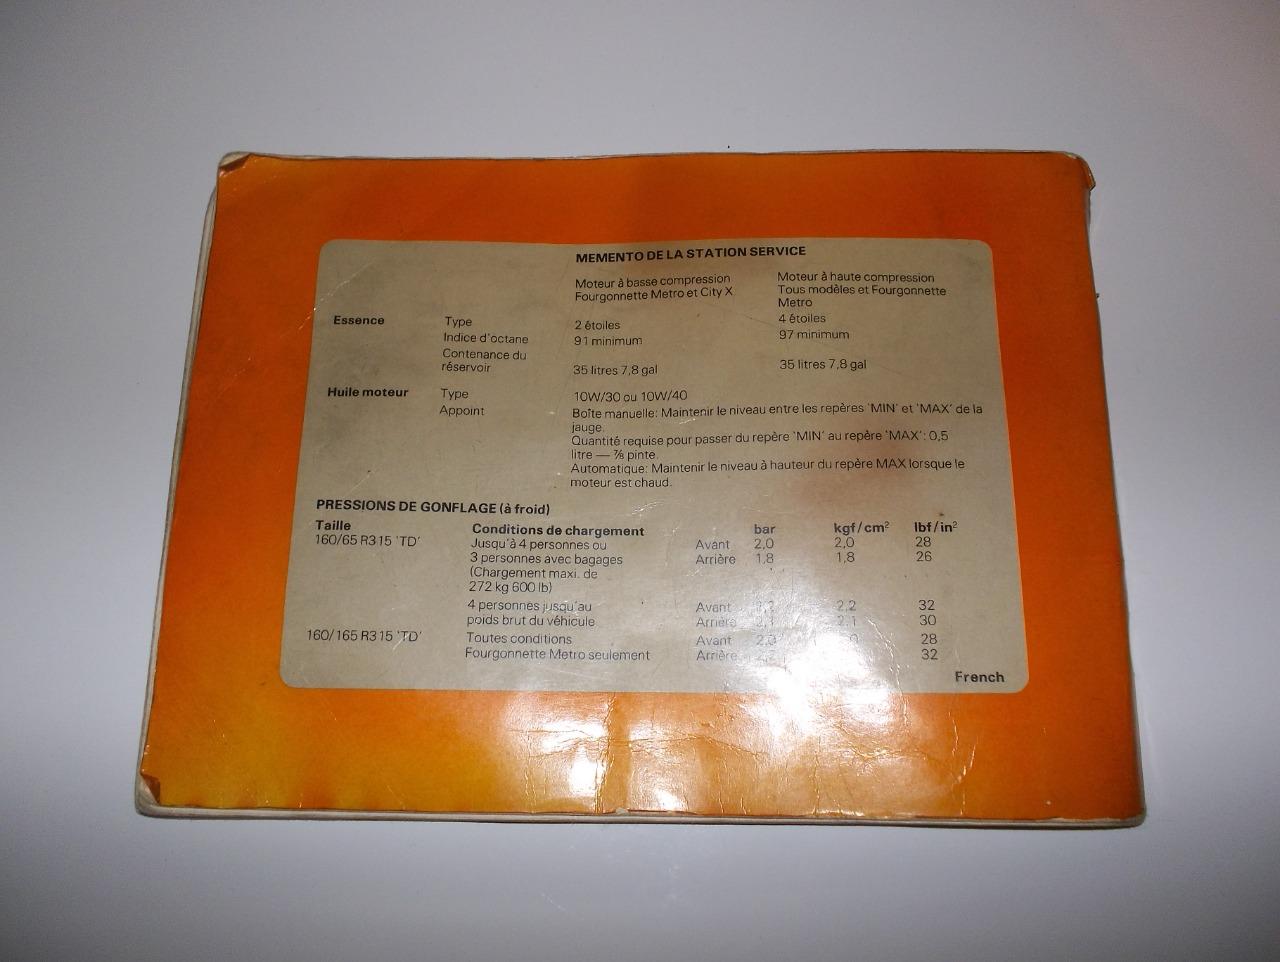 MEMENTO DE LA STATION SERVICE
Moteur à basse compression
Fourgonnette Metro et City X
Moteur à haute compression
Tous modèles et Fourgonnette
Metro
Essence Type 2 étoiles 4 étoiles
Indice d'octane 91 minimum 97 minimum
Contenance du
réservoir 35 litres 7,8 gal 35 litres 7,8 gal
Huile moteur Type 10W/30 ou 10W/40
Appoint Boîte manuelle: Maintenir le niveau entre les repères 'MIN' et 'MAX' de la
jauge.
Quantité requise pour passer du repère 'MIN' au repère 'MAX': 0,5
litre — ⅞ pinte.
Automatique: Maintenir le niveau à hauteur du repère MAX lorsque le
moteur est chaud.
PRESSIONS DE GONFLAGE (à froid)
Taille Conditions de chargement bar kgf/cm² lbf/in²
160/65 R315 'TD' Jusqu'à 4 personnes ou Avant 2,0 2,0 28
3 personnes avec bagages Arrière 1,8 1,8 26
(Chargement maxi. de
272 kg 600 lb)
4 personnes jusqu'au Avant 2,2 32
poids brut du véhicule Arrière 2,1 30
160/165 R315 'TD' Toutes conditions Avant 2,0 28
Fourgonnette Metro seulement Arrière 32
French